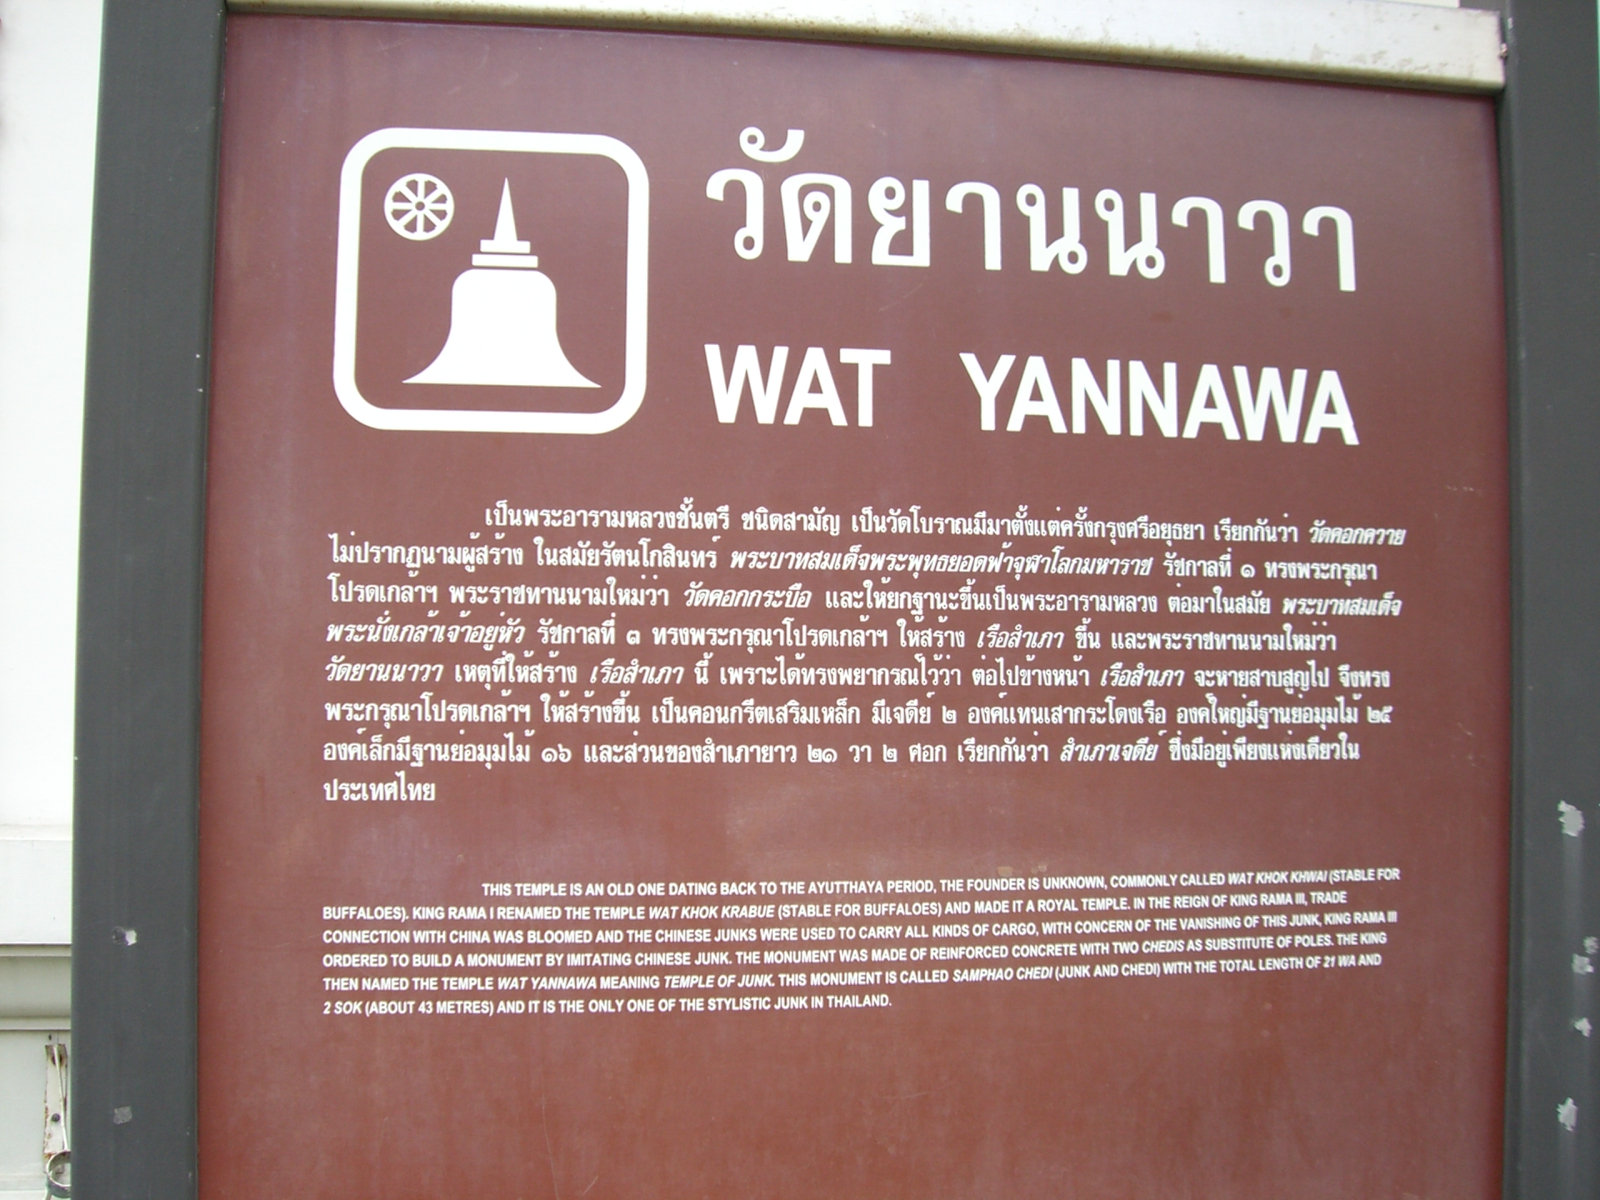 วัดยานนาวา
WAT YANNAWA
เป็นพระอารามหลวงชั้นตรี ชนิดสามัญ เป็นวัดโบราณมีมาตั้งแต่ครั้งกรุงศรีอยุธยา เรียกกันว่า วัดคอกควาย
ไม่ปรากฏนามผู้สร้าง ในสมัยรัตนโกสินทร์ พระบาทสมเด็จพระพุทธยอดฟ้าจุฬาโลกมหาราช รัชกาลที่ ๑ ทรงพระกรุณา
โปรดเกล้าฯ พระราชทานนามใหม่ว่า วัดคอกกระบือ และให้ยกฐานะขึ้นเป็นพระอารามหลวง ต่อมาในสมัย พระบาทสมเด็จ
พระนั่งเกล้าเจ้าอยู่หัว รัชกาลที่ ๓ ทรงพระกรุณาโปรดเกล้าฯ ให้สร้าง เรือสำเภา ขึ้น และพระราชทานนามใหม่ว่า
วัดยานนาวา เหตุที่ให้สร้าง เรือสำเภา นี้ เพราะได้ทรงพยากรณ์ไว้ว่า ต่อไปข้างหน้า เรือสำเภา จะหายสาบสูญไป จึงทรง
พระกรุณาโปรดเกล้าฯ ให้สร้างขึ้น เป็นคอนกรีตเสริมเหล็ก มีเจดีย์ ๒ องค์แทนเสากระโดงเรือ องค์ใหญ่มีฐานย่อมุมไม้ ๒๕
องค์เล็กมีฐานย่อมุมไม้ ๑๖ และส่วนของสำเภายาว ๒๑ วา ๒ ศอก เรียกกันว่า สำเภาเจดีย์ ซึ่งมีอยู่เพียงแห่งเดียวใน
ประเทศไทย
THIS TEMPLE IS AN OLD ONE DATING BACK TO THE AYUTTHAYA PERIOD, THE FOUNDER IS UNKNOWN, COMMONLY CALLED WAT KHOK KHWAI (STABLE FOR
BUFFALOES). KING RAMA I RENAMED THE TEMPLE WAT KHOK KRABUE (STABLE FOR BUFFALOES) AND MADE IT A ROYAL TEMPLE. IN THE REIGN OF KING RAMA III, TRADE
CONNECTION WITH CHINA WAS BLOOMED AND THE CHINESE JUNKS WERE USED TO CARRY ALL KINDS OF CARGO, WITH CONCERN OF THE VANISHING OF THIS JUNK, KING RAMA III
ORDERED TO BUILD A MONUMENT BY IMITATING CHINESE JUNK. THE MONUMENT WAS MADE OF REINFORCED CONCRETE WITH TWO CHEDIS AS SUBSTITUTE OF POLES. THE KING
THEN NAMED THE TEMPLE WAT YANNAWA MEANING TEMPLE OF JUNK. THIS MONUMENT IS CALLED SAMPHAO CHEDI (JUNK AND CHEDI) WITH THE TOTAL LENGTH OF 21 WA AND
2 SOK (ABOUT 43 METRES) AND IT IS THE ONLY ONE OF THE STYLISTIC JUNK IN THAILAND.